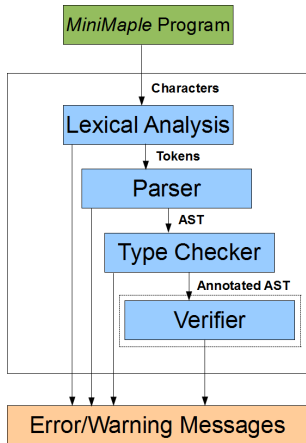 MiniMaple Program
Characters
Lexical Analysis
Tokens
Parser
AST
Type Checker
Annotated AST
Verifier
Error/Warning Messages